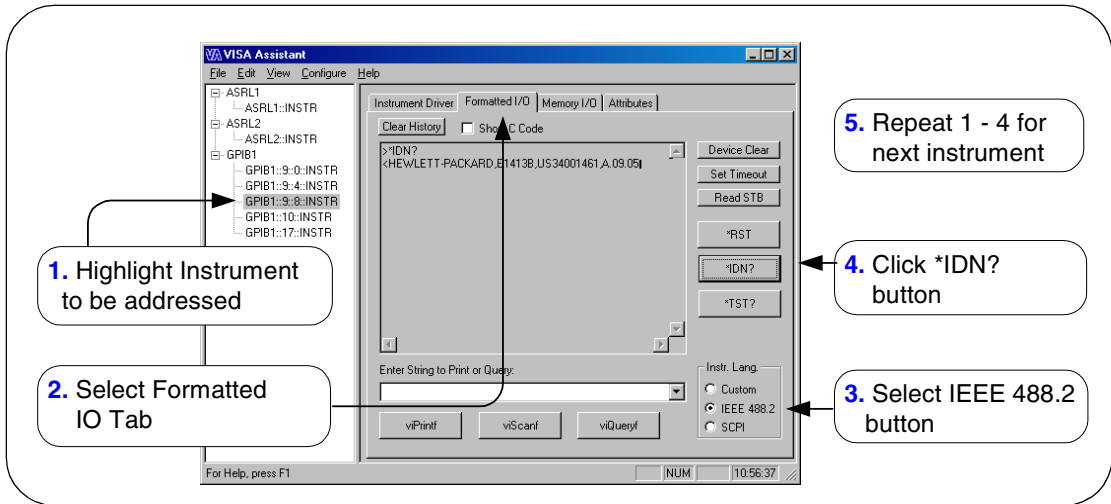 VA VISA Assistant
File Edit View Configure Help
ASRL1
ASRL1::INSTR
ASRL2
ASRL2::INSTR
GPIB1
GPIB1::9::0::INSTR
GPIB1::9::4::INSTR
GPIB1::9::8::INSTR
GPIB1::10::INSTR
GPIB1::17::INSTR
Instrument Driver Formatted I/O Memory I/O Attributes
Clear History Show C Code
>*IDN?
<HEWLETT-PACKARD,E1413B,US34001461,A.09.05
Device Clear
Set Timeout
Read STB
*RST
*IDN?
*TST?
Enter String to Print or Query:
viPrintf viScanf viQueryf
Instr. Lang.
Custom
IEEE 488.2
SCPI
For Help, press F1 NUM 10:56:37
1. Highlight Instrument
to be addressed
2. Select Formatted
IO Tab
3. Select IEEE 488.2
button
4. Click *IDN?
button
5. Repeat 1 - 4 for
next instrument